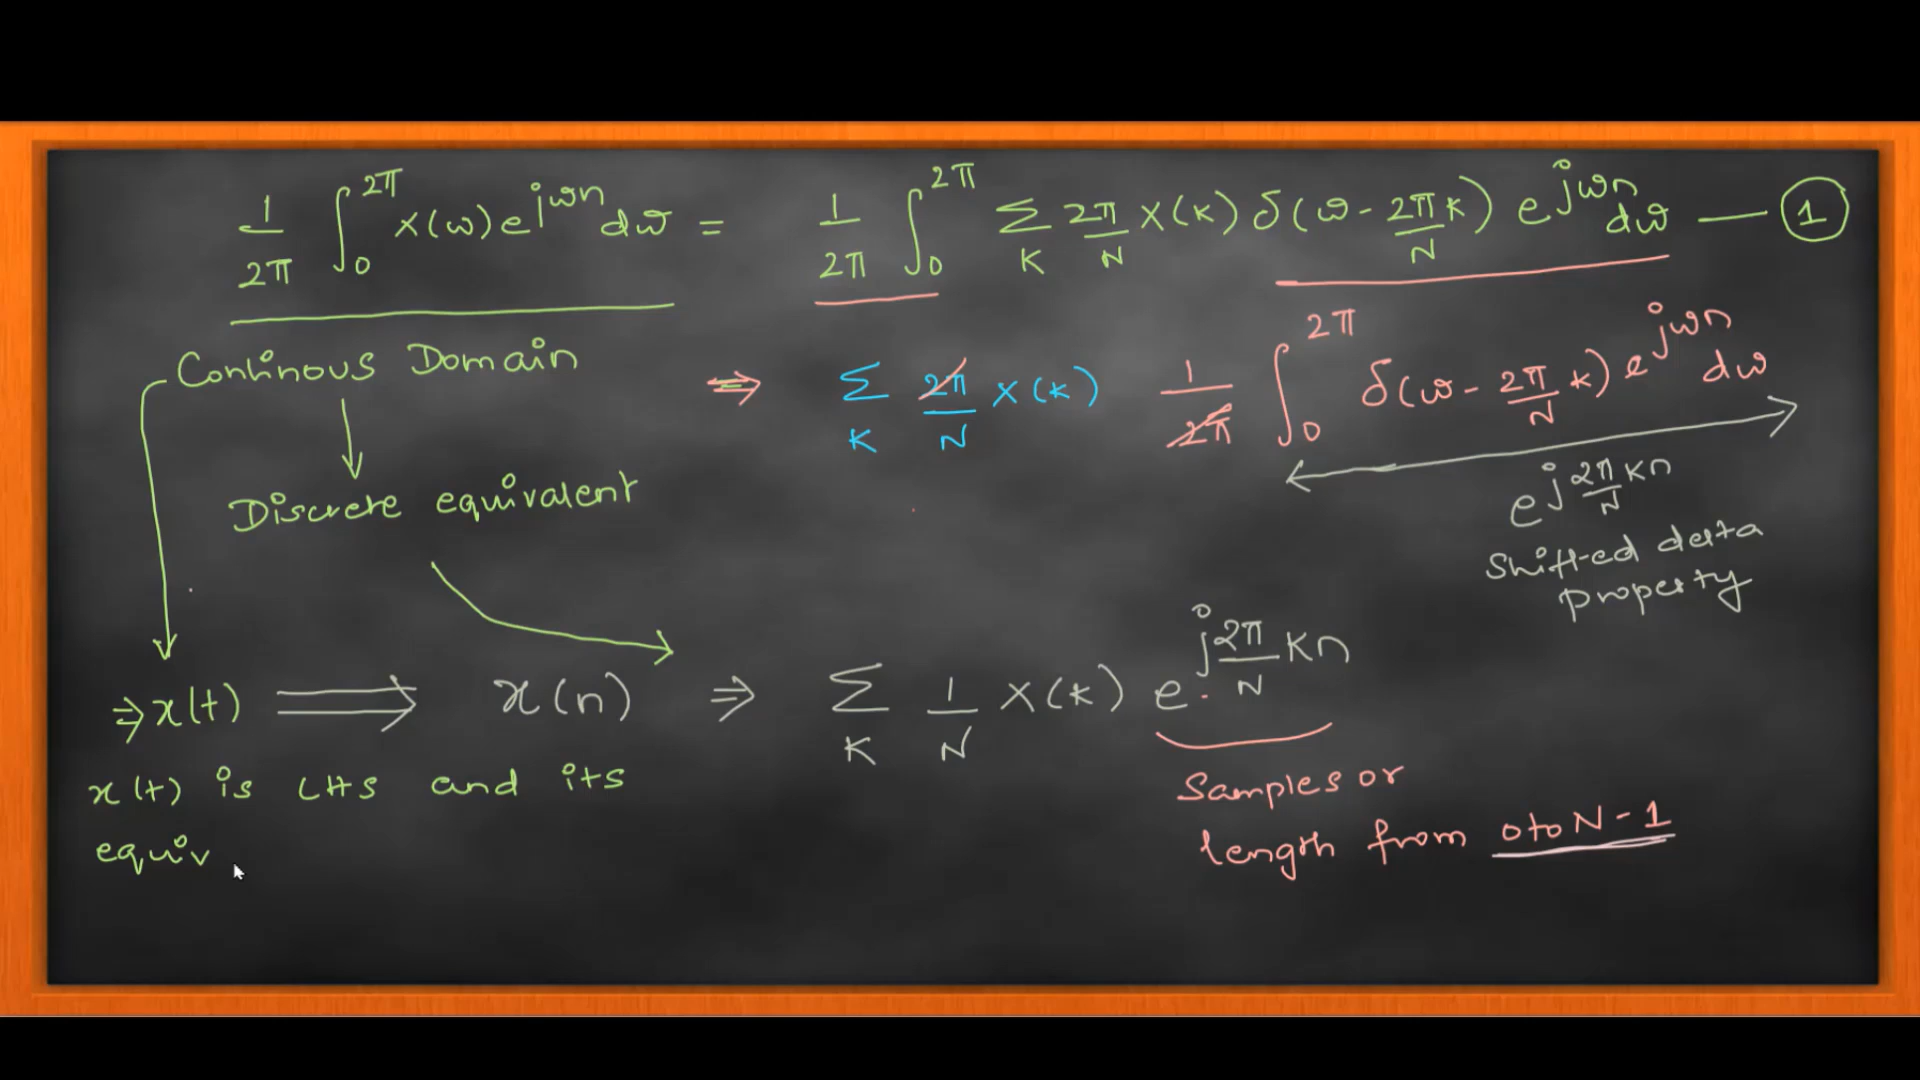 1/2π ∫₀^2π X(ω) e^jωn dω = 1/2π ∫₀^2π Σ_K 2π/N X(K) δ(ω - 2πK/N) e^jωn dω — ①
Continous Domain
⇒ Σ_K 2π/N X(K) 1/2π ∫₀^2π δ(ω - 2π/N K) e^jωn dω
Discrete equivalent
e^j 2π/N Kn
Shifted delta
property
⇒ x(t) ⟹ x(n) ⇒ Σ_K 1/N X(K) e^j 2π/N Kn
x(t) is LHS and its
equiv
Samples or
length from 0 to N-1